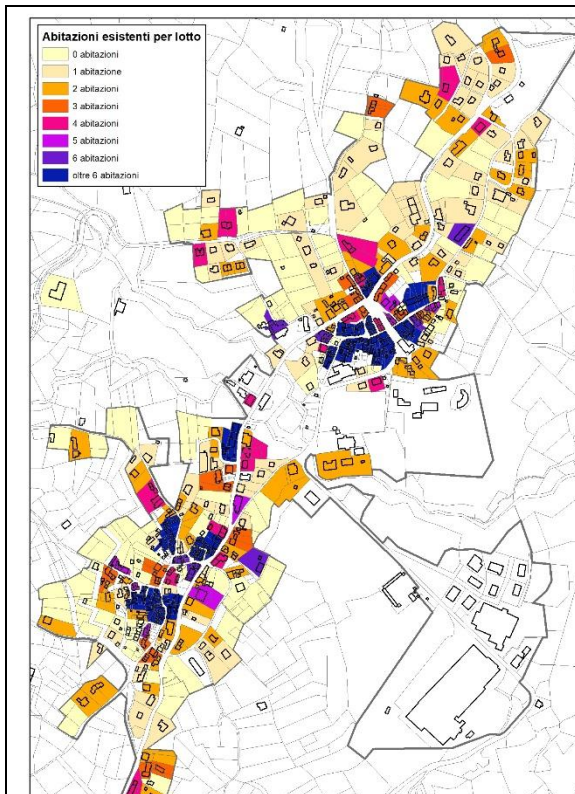 Abitazioni esistenti per lotto
0 abitazioni
1 abitazione
2 abitazioni
3 abitazioni
4 abitazioni
5 abitazioni
6 abitazioni
oltre 6 abitazioni